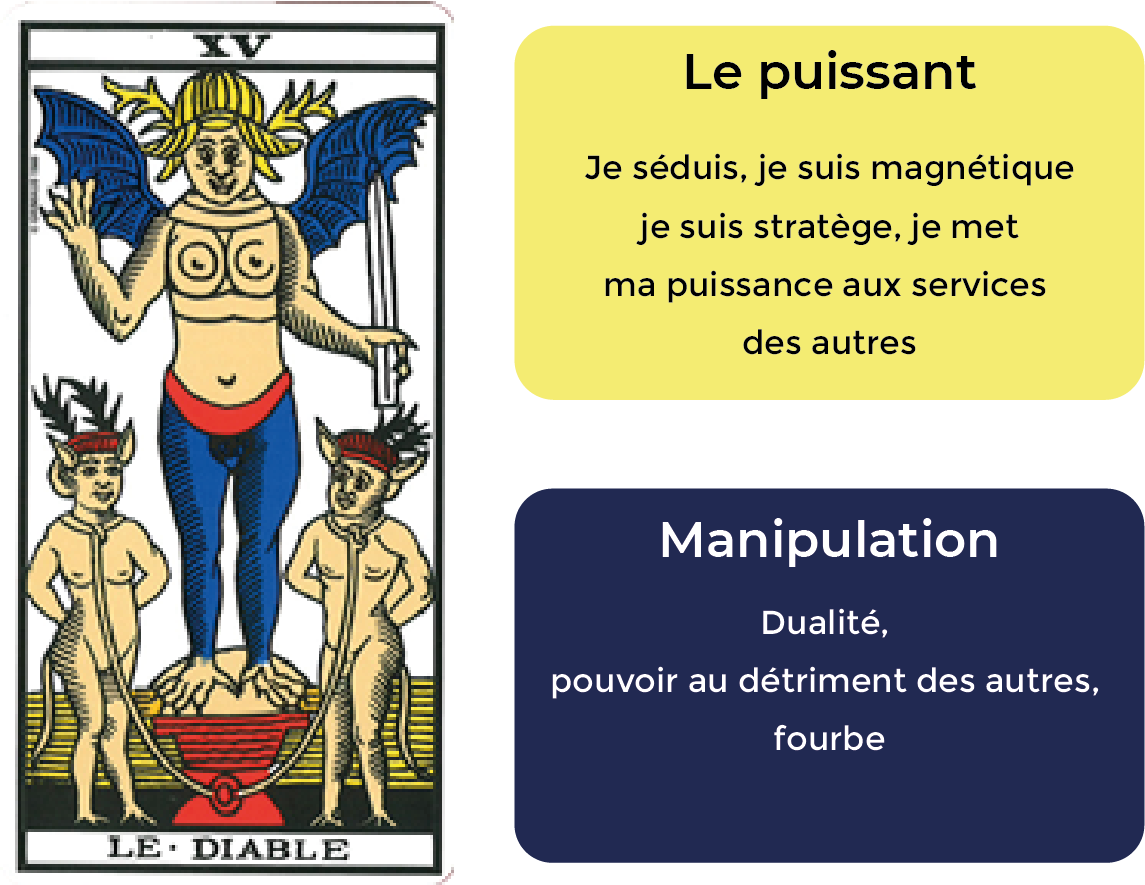 XV
LE · DIABLE
Le puissant
Je séduis, je suis magnétique
je suis stratège, je met
ma puissance aux services
des autres
Manipulation
Dualité,
pouvoir au détriment des autres,
fourbe